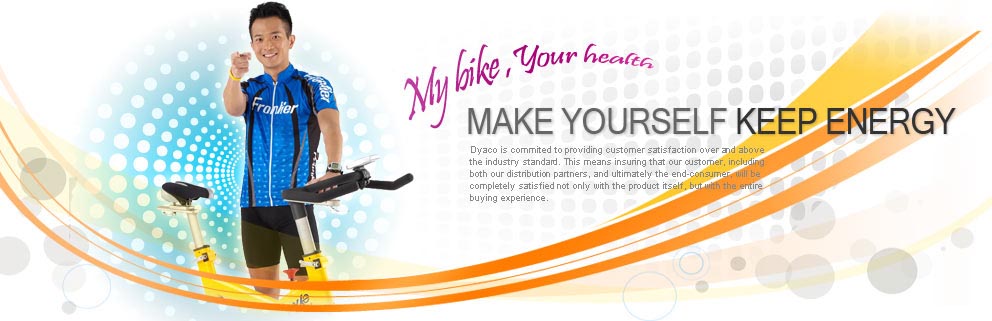 My bike, Your health
MAKE YOURSELF KEEP ENERGY
Dyaco is commited to providing customer satisfaction over and above
the industry standard. This means insuring that our customer, including
both our distribution partners, and ultimately the end-consumer, will be
completely satisfied not only with the product itself, but with the entire
buying experience.
Fronlier